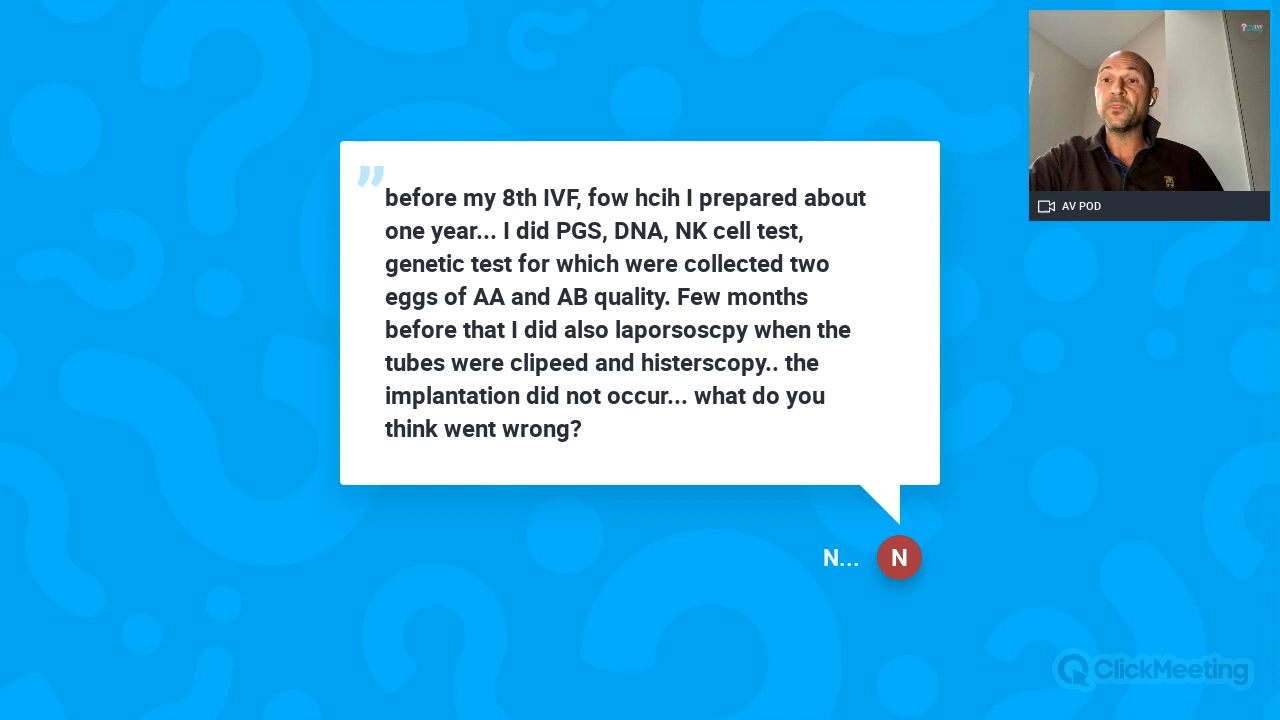 before my 8th IVF, fow hcih I prepared about
one year... I did PGS, DNA, NK cell test,
genetic test for which were collected two
eggs of AA and AB quality. Few months
before that I did also laporsoscpy when the
tubes were clipeed and histerscopy.. the
implantation did not occur... what do you
think went wrong?
N... N
AV POD
ClickMeeting